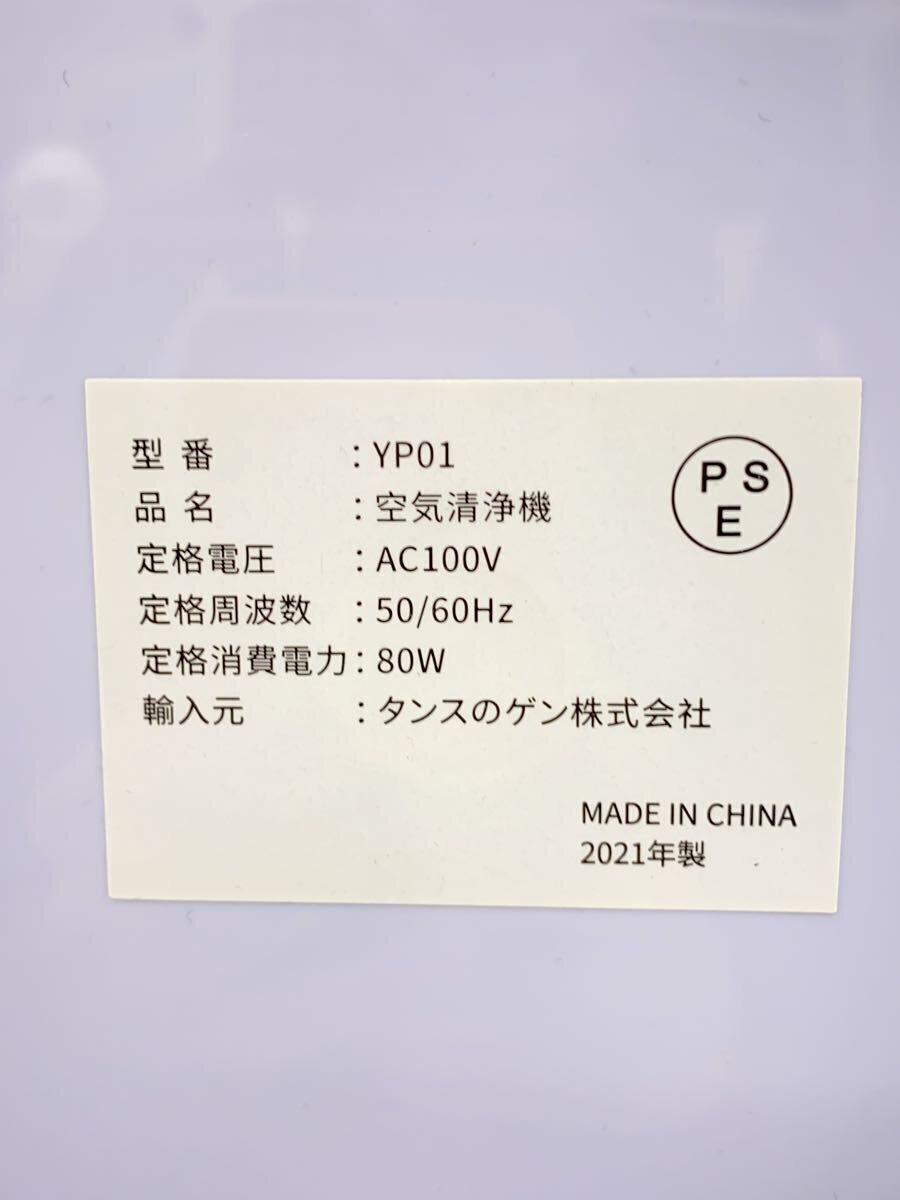 型 番 : YP01
品 名 : 空気清浄機
定格電圧 : AC100V
定格周波数 : 50/60Hz
定格消費電力 : 80W
輸入元 : タンスのゲン株式会社
P S
E
MADE IN CHINA
2021年製